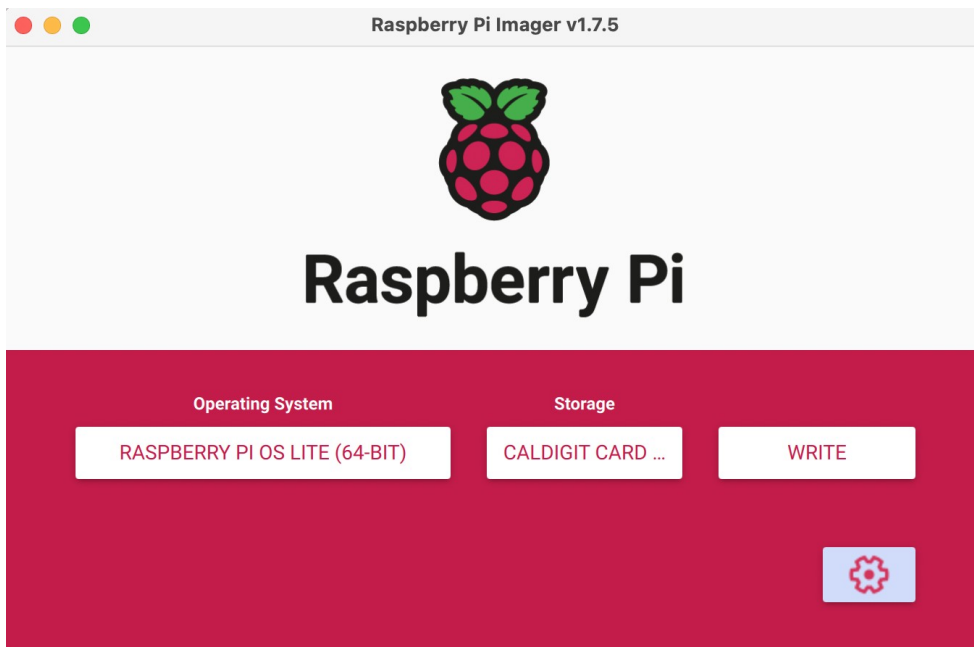 Raspberry Pi Imager v1.7.5
Raspberry Pi
Operating System
Storage
RASPBERRY PI OS LITE (64-BIT)
CALDIGIT CARD ...
WRITE